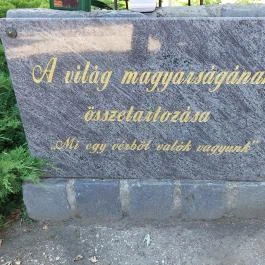 A világ magyarságának
összetartozása
„Mi egy vérből valók vagyunk"